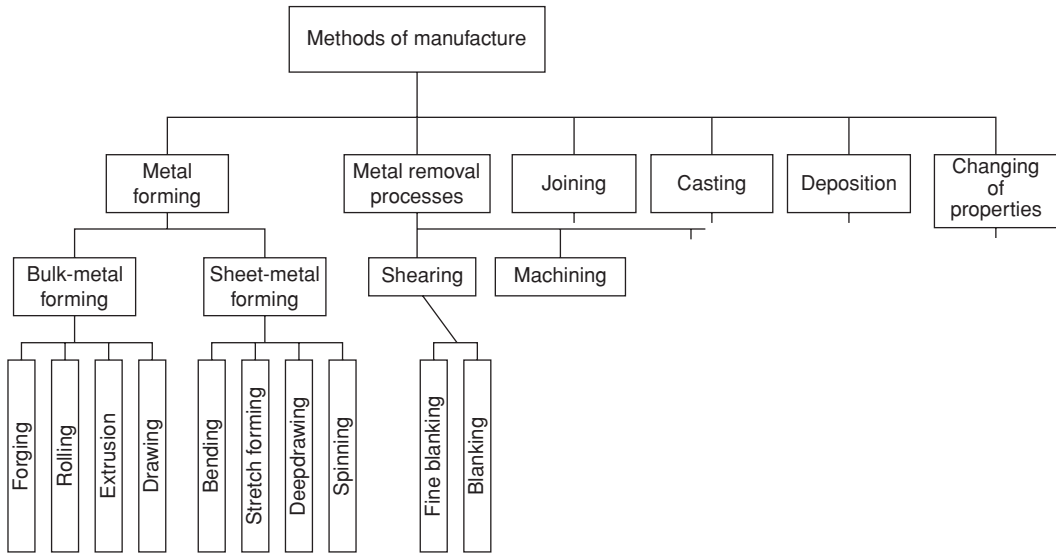 Methods of manufacture
Metal
forming
Metal removal
processes
Joining
Casting
Deposition
Changing
of
properties
Bulk-metal
forming
Sheet-metal
forming
Shearing
Machining
Forging
Rolling
Extrusion
Drawing
Bending
Stretch forming
Deepdrawing
Spinning
Fine blanking
Blanking